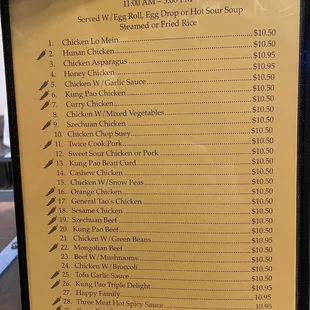 11:00 AM – 3:00 PM
Served W/ Egg Roll, Egg Drop or Hot Sour Soup
Steamed or Fried Rice
1. Chicken Lo Mein $10.50
2. Hunan Chicken $10.50
3. Chicken Asparagus $10.95
4. Honey Chicken $10.95
5. Chicken W/ Garlic Sauce $10.50
6. Kung Pao Chicken $10.50
7. Curry Chicken $10.50
8. Chicken W/ Mixed Vegetables $10.50
9. Szechuan Chicken $10.50
10. Chicken Chop Suey $10.50
11. Twice Cook Pork $10.50
12. Sweet Sour Chicken or Pork $10.50
13. Kung Pao Bean Curd $10.50
14. Cashew Chicken $10.50
15. Chicken W/ Snow Peas $10.50
16. Orange Chicken $10.50
17. General Tao's Chicken $10.50
18. Sesame Chicken $10.50
19. Szechuan Beef $10.50
20. Kung Pao Beef $10.50
21. Chicken W/ Green Beans $10.95
22. Mongolian Beef $10.50
23. Beef W/ Mushrooms $10.50
24. Chicken W/ Broccoli $10.50
25. Tofu Garlic Sauce $10.50
26. Kung Pao Triple Delight $10.95
27. Happy Family 10.95
28. Three Meat Hot Spicy Sauce $10.95